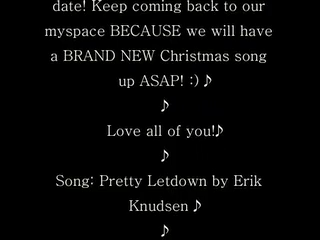 date! Keep coming back to our
myspace BECAUSE we will have
a BRAND NEW Christmas song
up ASAP! :) ♪
♪
Love all of you!♪
♪
Song: Pretty Letdown by Erik
Knudsen ♪
♪